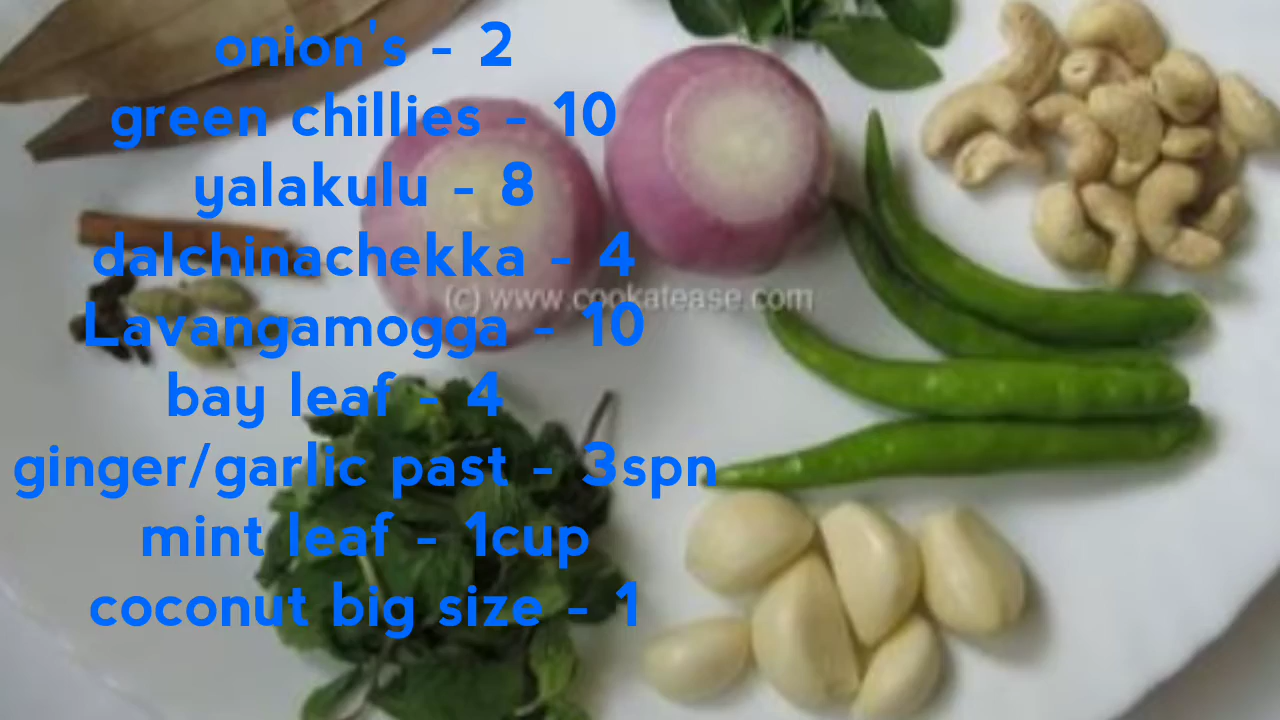 onion's - 2
green chillies - 10
yalakulu - 8
dalchinachekka - 4
(c) www.cookatease.com
Lavangamogga - 10
bay leaf - 4
ginger/garlic past - 3spn
mint leaf - 1cup
coconut big size - 1